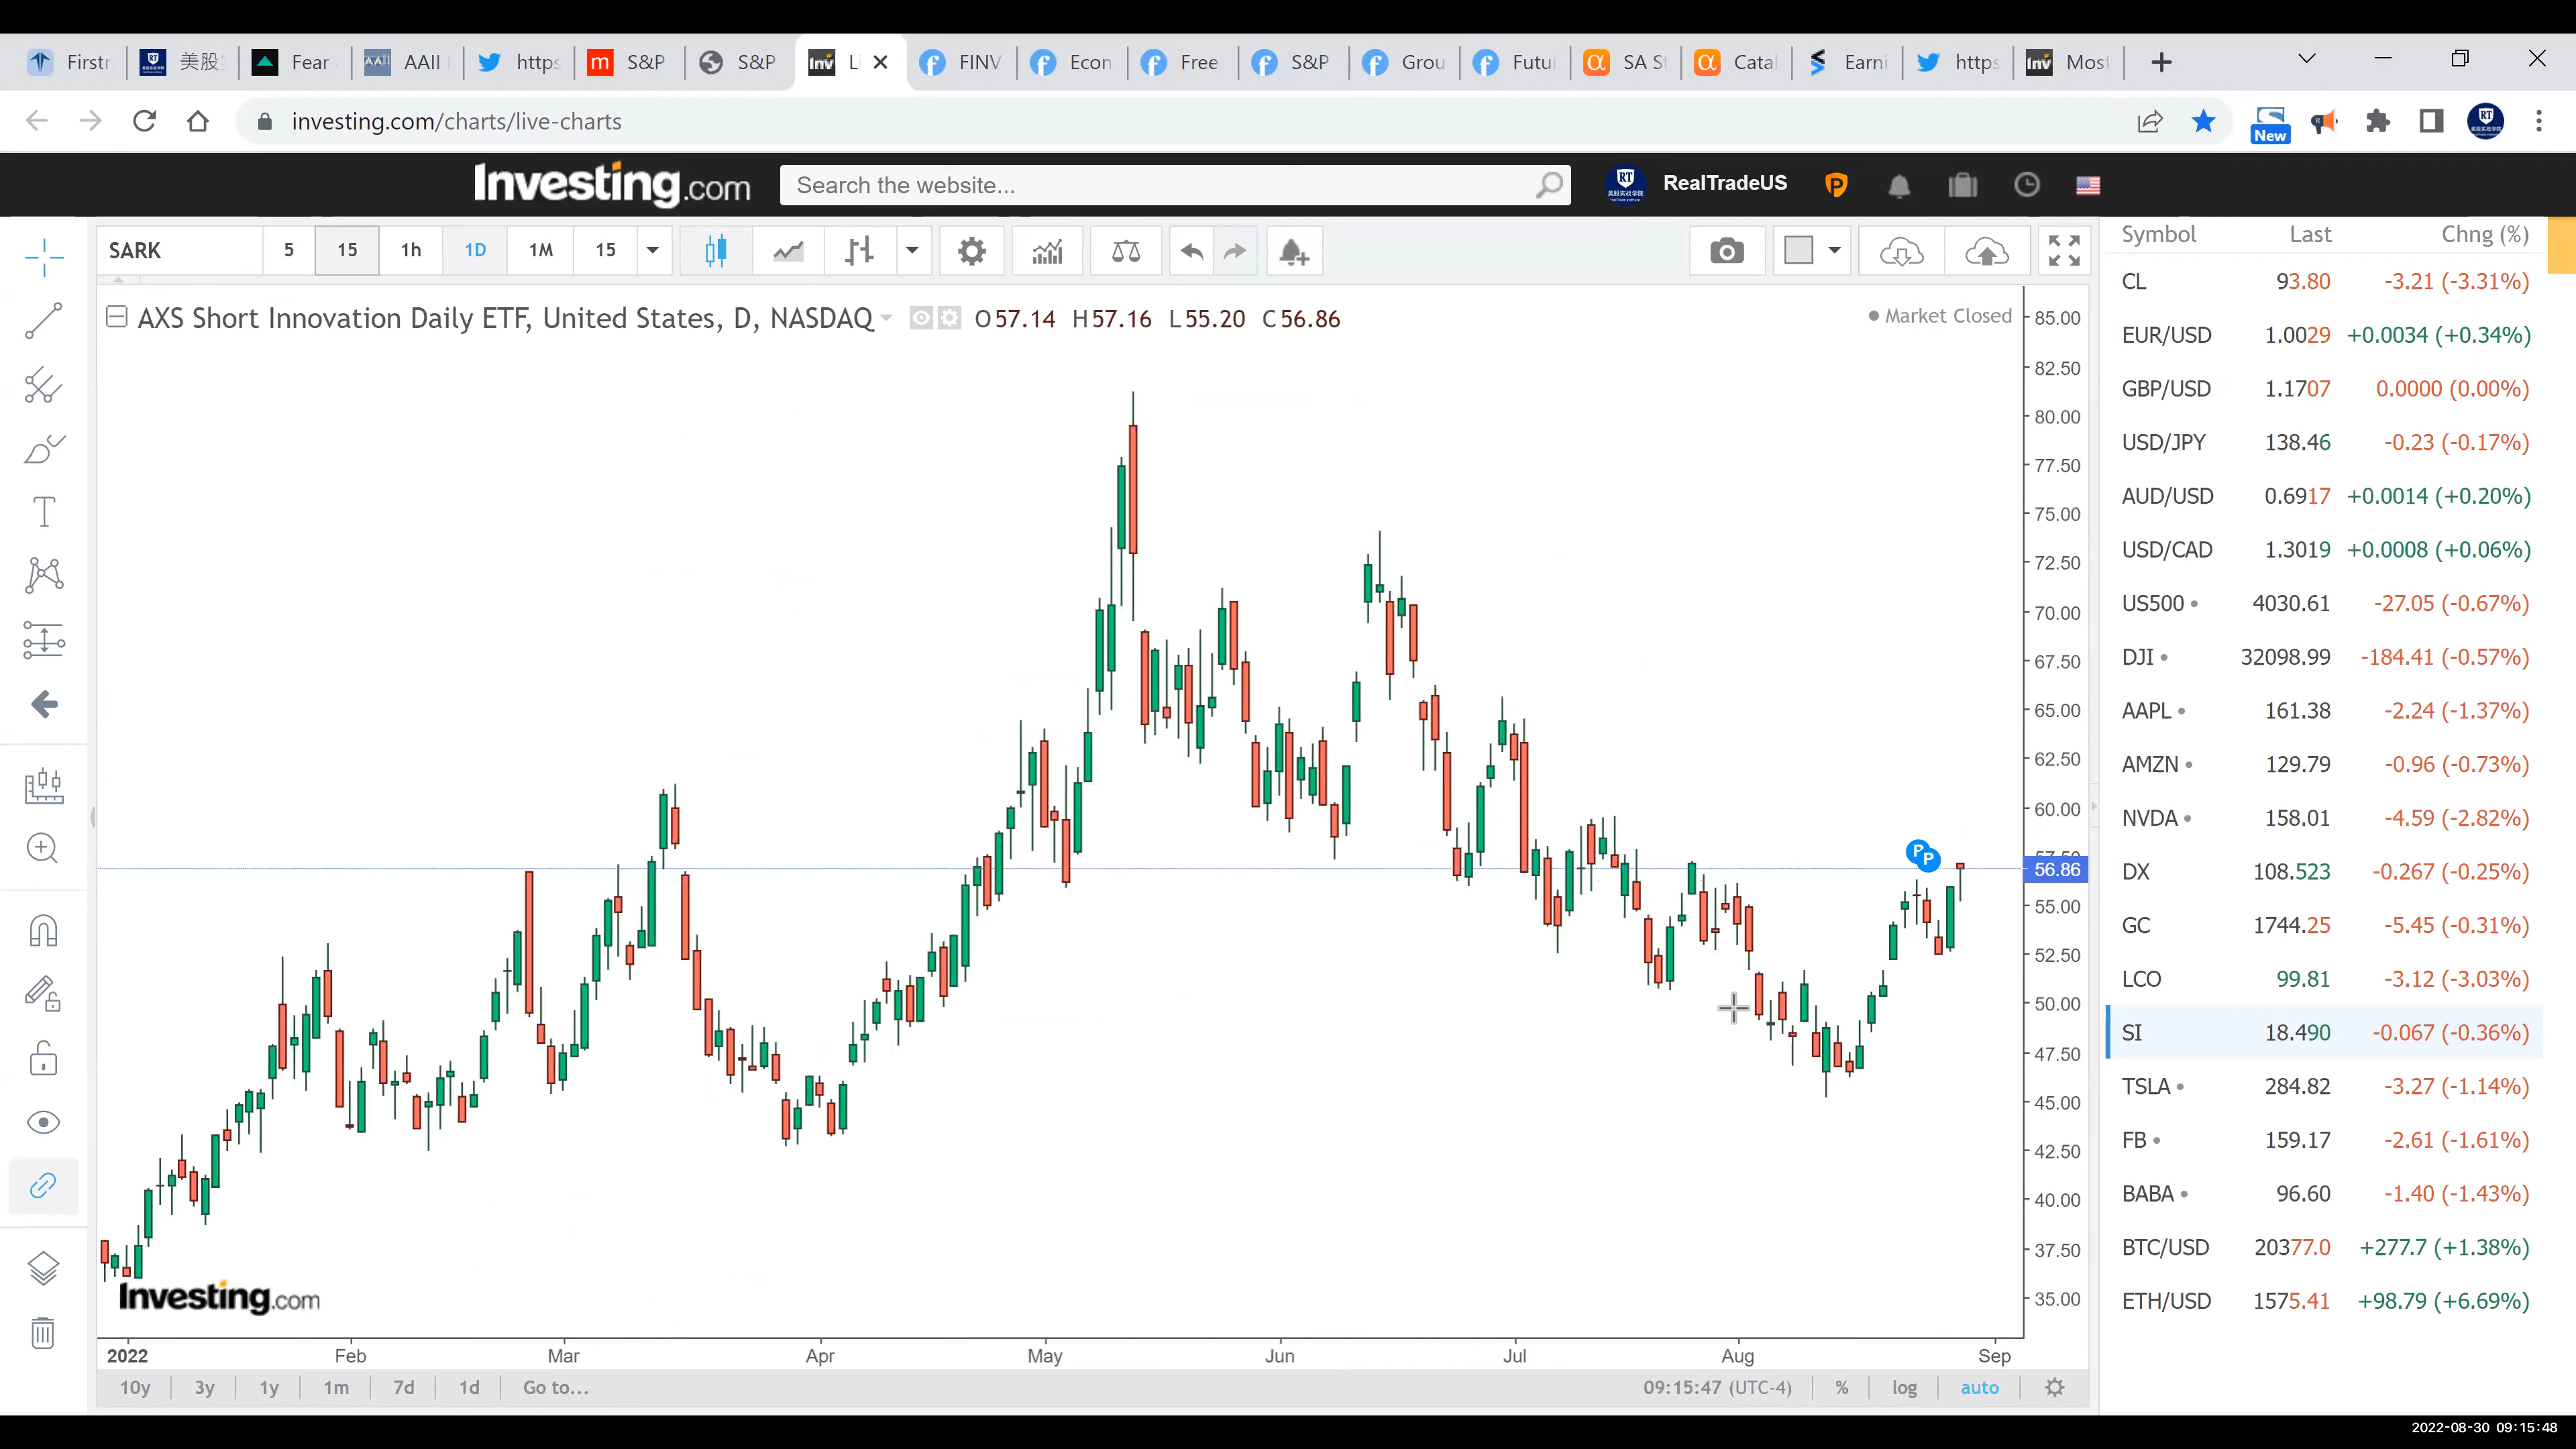 Firstr
美股
Fear
AAII
https
S&P
S&P
Li
FINV
Econ
Free
S&P
Grou
Futu
SA St
Catal
Earni
https
Most
investing.com/charts/live-charts
New
Investing.com
Search the website...
RealTradeUS
SARK 5 15 1h 1D 1M 15
AXS Short Innovation Daily ETF, United States, D, NASDAQ O57.14 H57.16 L55.20 C56.86
Market Closed
85.00
82.50
80.00
77.50
75.00
72.50
70.00
67.50
65.00
62.50
60.00
56.86
55.00
52.50
50.00
47.50
45.00
42.50
40.00
37.50
35.00
P P
Investing.com
2022 Feb Mar Apr May Jun Jul Aug Sep
10y 3y 1y 1m 7d 1d Go to... 09:15:47 (UTC-4) % log auto
Symbol Last Chng (%)
CL 93.80 -3.21 (-3.31%)
EUR/USD 1.0029 +0.0034 (+0.34%)
GBP/USD 1.1707 0.0000 (0.00%)
USD/JPY 138.46 -0.23 (-0.17%)
AUD/USD 0.6917 +0.0014 (+0.20%)
USD/CAD 1.3019 +0.0008 (+0.06%)
US500 4030.61 -27.05 (-0.67%)
DJI 32098.99 -184.41 (-0.57%)
AAPL 161.38 -2.24 (-1.37%)
AMZN 129.79 -0.96 (-0.73%)
NVDA 158.01 -4.59 (-2.82%)
DX 108.523 -0.267 (-0.25%)
GC 1744.25 -5.45 (-0.31%)
LCO 99.81 -3.12 (-3.03%)
SI 18.490 -0.067 (-0.36%)
TSLA 284.82 -3.27 (-1.14%)
FB 159.17 -2.61 (-1.61%)
BABA 96.60 -1.40 (-1.43%)
BTC/USD 20377.0 +277.7 (+1.38%)
ETH/USD 1575.41 +98.79 (+6.69%)
2022-08-30 09:15:48